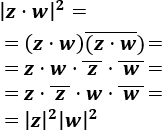 |z · w|² =
= (z · w)(z · w)̅ =
= z · w · z̅ · w̅ =
= z · z̅ · w · w̅ =
= |z|²|w|²